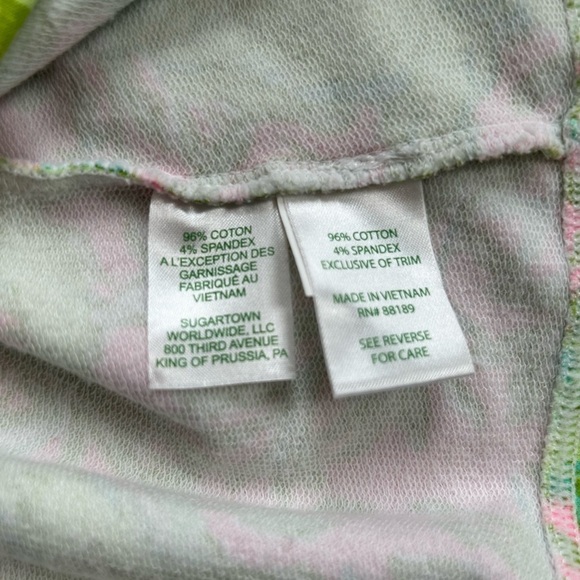 96% COTON
4% SPANDEX
A L'EXCEPTION DES
GARNISSAGE
FABRIQUÉ AU
VIETNAM
SUGARTOWN
WORLDWIDE, LLC
800 THIRD AVENUE
KING OF PRUSSIA, PA
96% COTTON
4% SPANDEX
EXCLUSIVE OF TRIM
MADE IN VIETNAM
RN# 88189
SEE REVERSE
FOR CARE